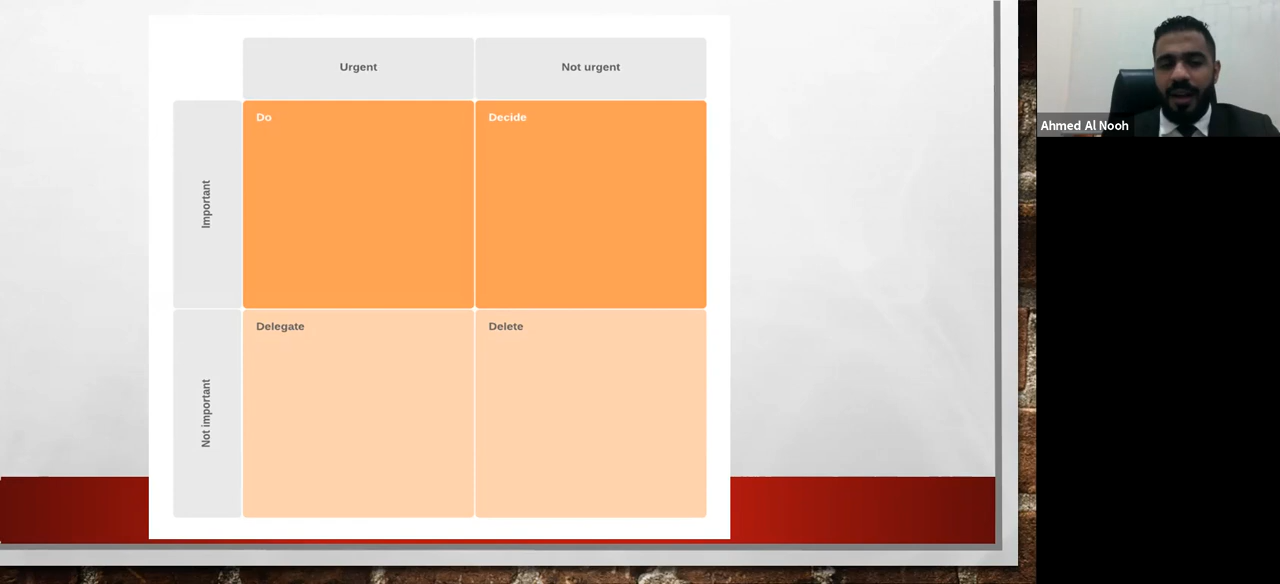 Urgent
Not urgent
Important
Do
Decide
Not important
Delegate
Delete
Ahmed Al Nooh